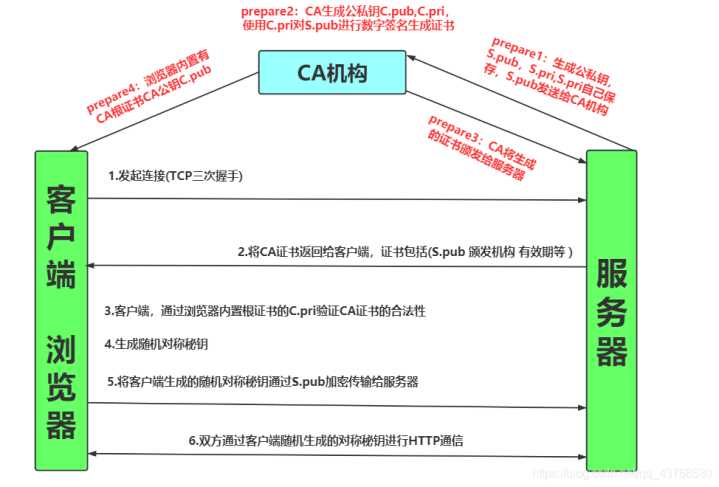 prepare2：CA生成公私钥C.pub,C.pri，
使用C.pri对S.pub进行数字签名生成证书
CA机构
prepare1：生成公私钥，
S.pub，S.pri,S.pri自己保
存，S.pub发送给CA机构
prepare4：浏览器内置有
CA根证书CA公钥C.pub
prepare3：CA将生成
的证书颁发给服务器
客户端 浏览器
服务器
1.发起连接(TCP三次握手)
2.将CA证书返回给客户端，证书包括(S.pub 颁发机构 有效期等 )
3.客户端，通过浏览器内置根证书的C.pri验证CA证书的合法性
4.生成随机对称秘钥
5.将客户端生成的随机对称秘钥通过S.pub加密传输给服务器
6.双方通过客户端随机生成的对称秘钥进行HTTP通信
https://blog.csdn.net/qq_43768530